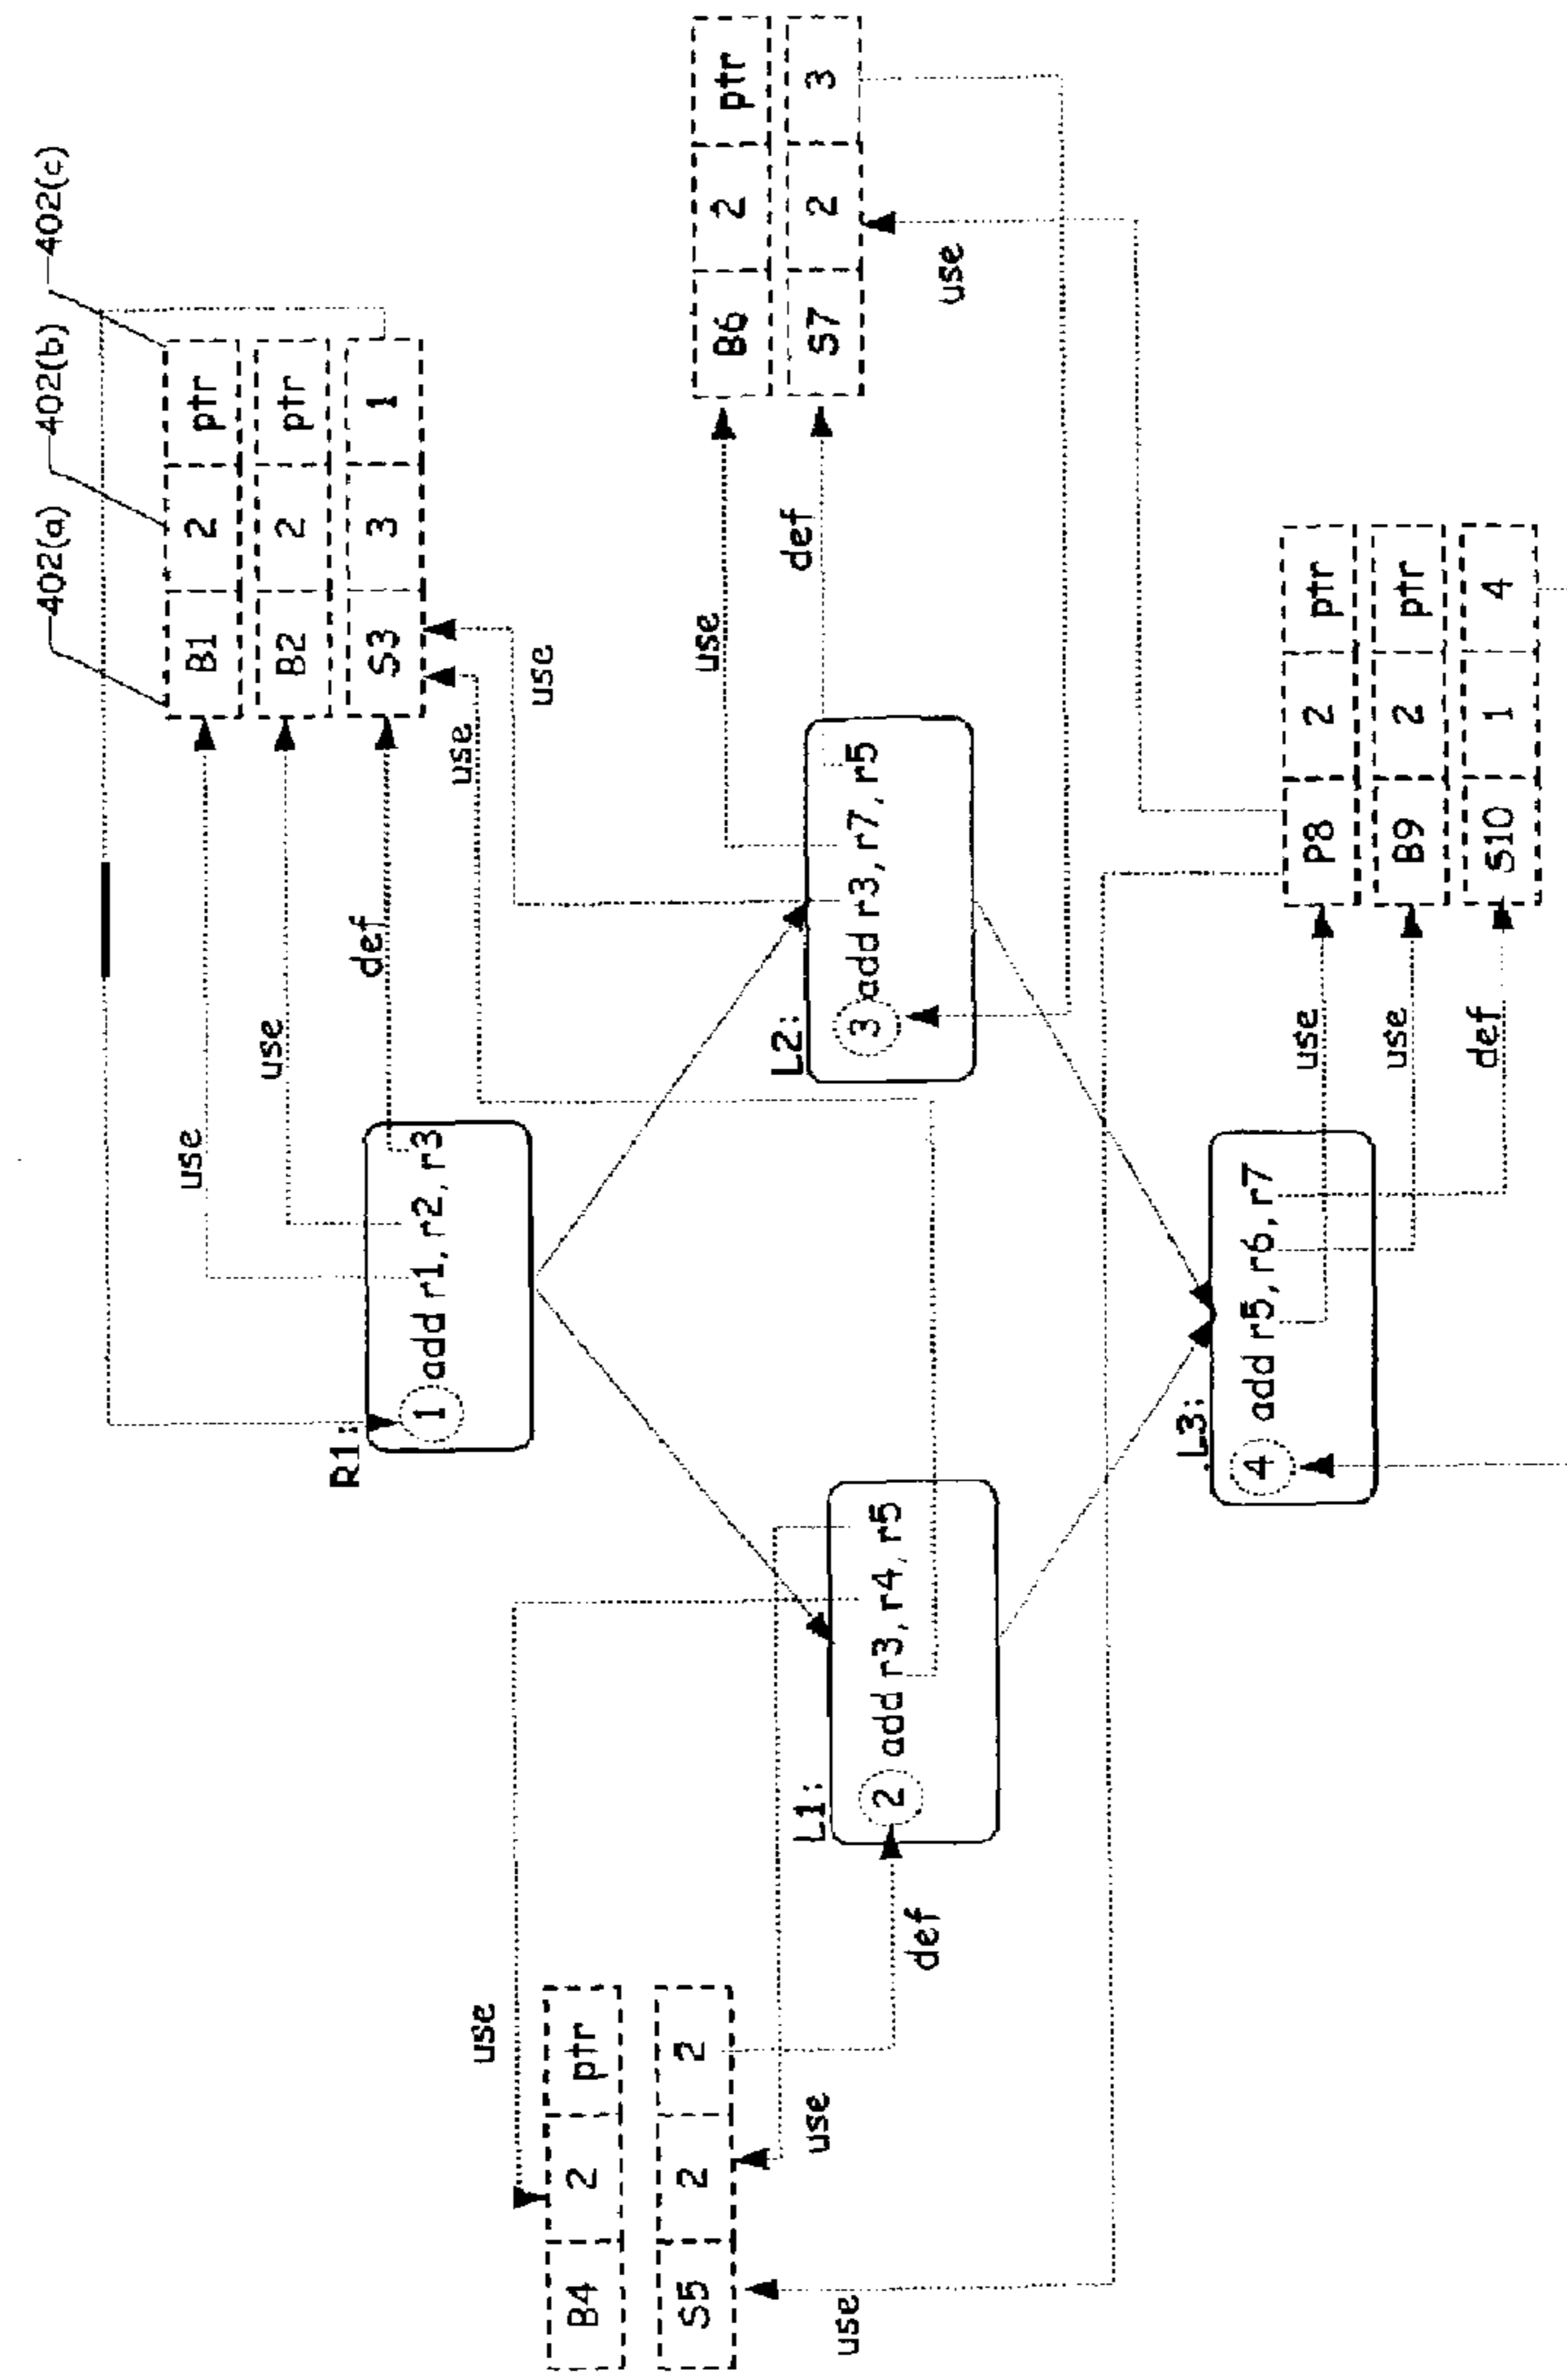 402(a) 402(b) 402(c)
B1 2 ptr
use
B2 2 ptr
use
R1:
def
S3 3 1
1 add r1, r2, r3
use
use
use
B4 2 ptr
use
B6 2 ptr
S5 2 2
use
def
S7 2 3
L1:
L2:
use
use
2 add r3, r4, r5
3 add r3, r7, r5
def
use
L3:
use
P8 2 ptr
4 add r5, r6, r7
use
B9 2 ptr
def
S10 1 4